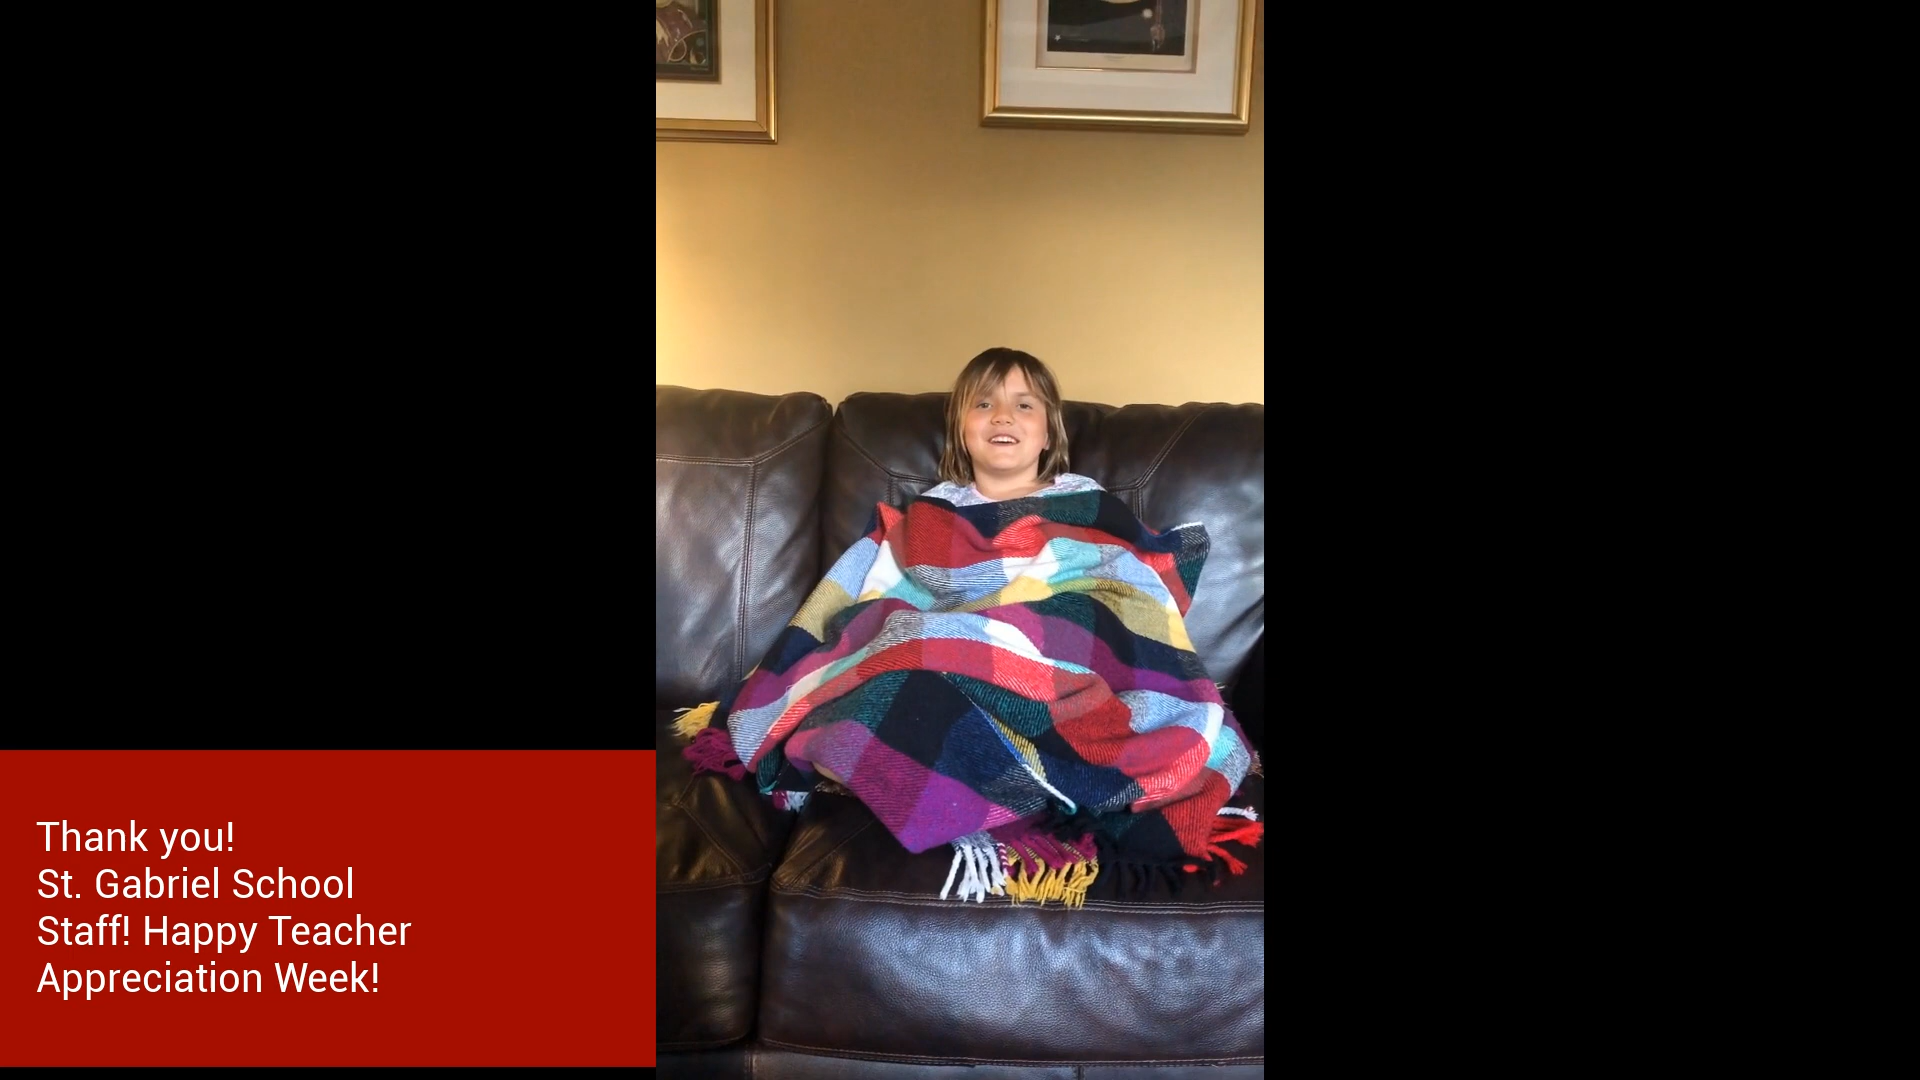 Thank you!
St. Gabriel School
Staff! Happy Teacher
Appreciation Week!